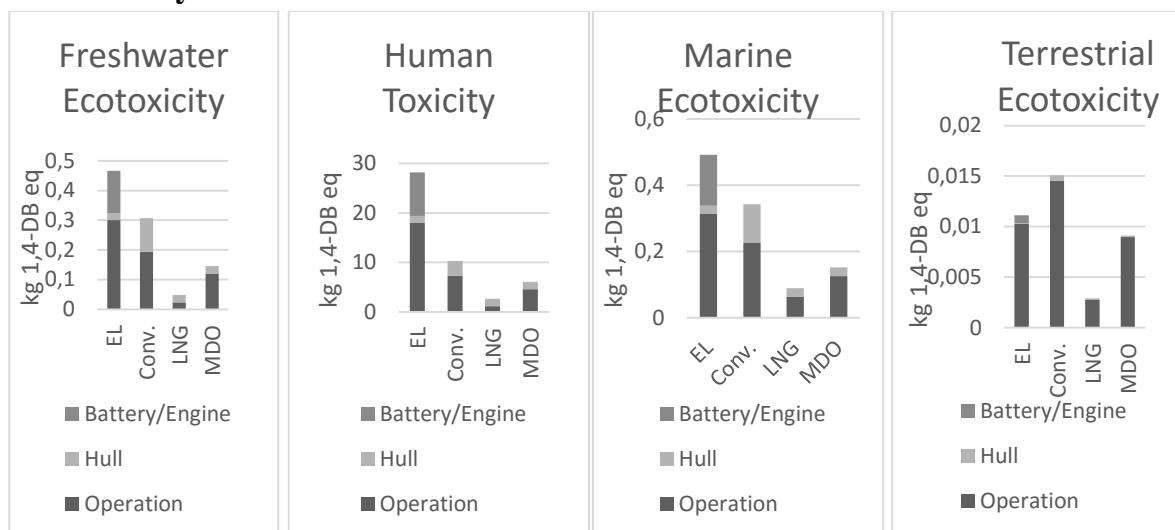 Freshwater
Ecotoxicity
kg 1,4-DB eq
0,5
0,4
0,3
0,2
0,1
0
EL
Conv.
LNG
MDO
Battery/Engine
Hull
Operation
Human
Toxicity
kg 1,4-DB eq
30
20
10
0
EL
Conv.
LNG
MDO
Battery/Engine
Hull
Operation
Marine
Ecotoxicity
kg 1,4-DB eq
0,6
0,4
0,2
0
EL
Conv.
LNG
MDO
Battery/Engine
Hull
Operation
Terrestrial
Ecotoxicity
kg 1,4-DB eq
0,02
0,015
0,01
0,005
0
EL
Conv.
LNG
MDO
Battery/Engine
Hull
Operation